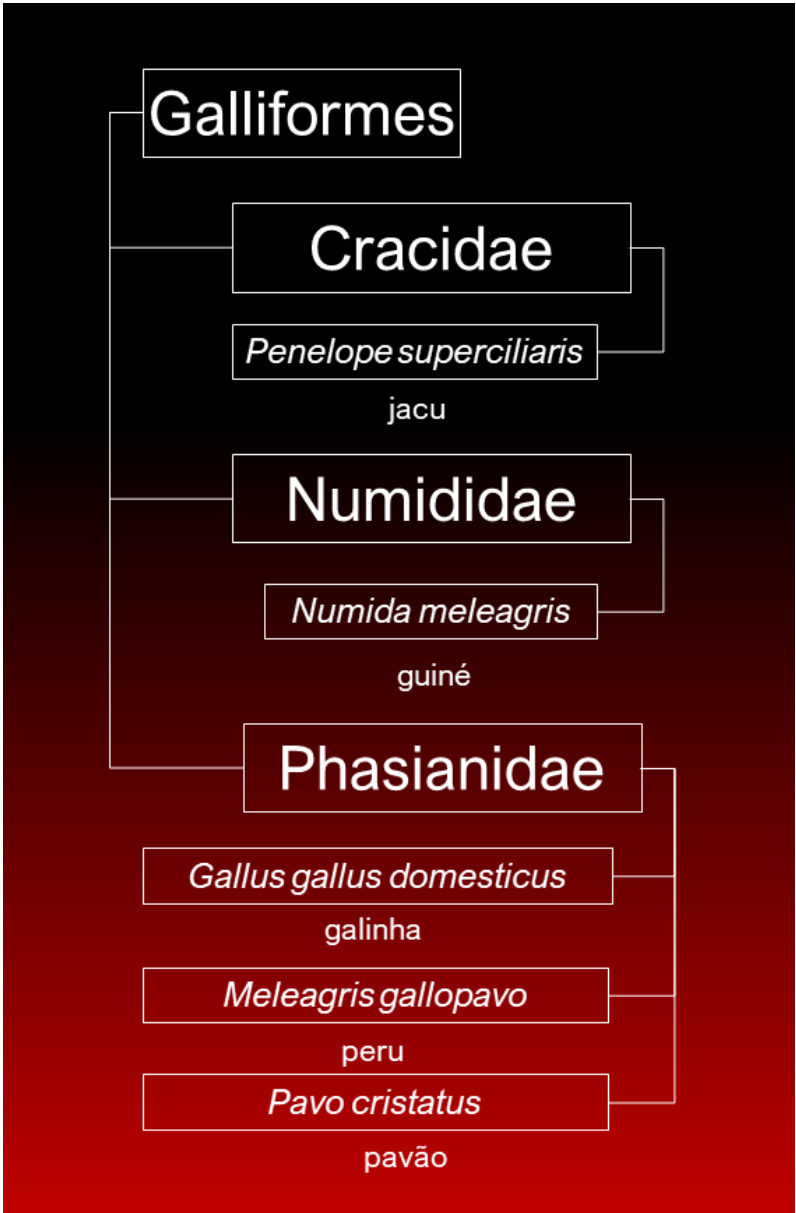 Galliformes
Cracidae
Penelope superciliaris
jacu
Numididae
Numida meleagris
guiné
Phasianidae
Gallus gallus domesticus
galinha
Meleagris gallopavo
peru
Pavo cristatus
pavão